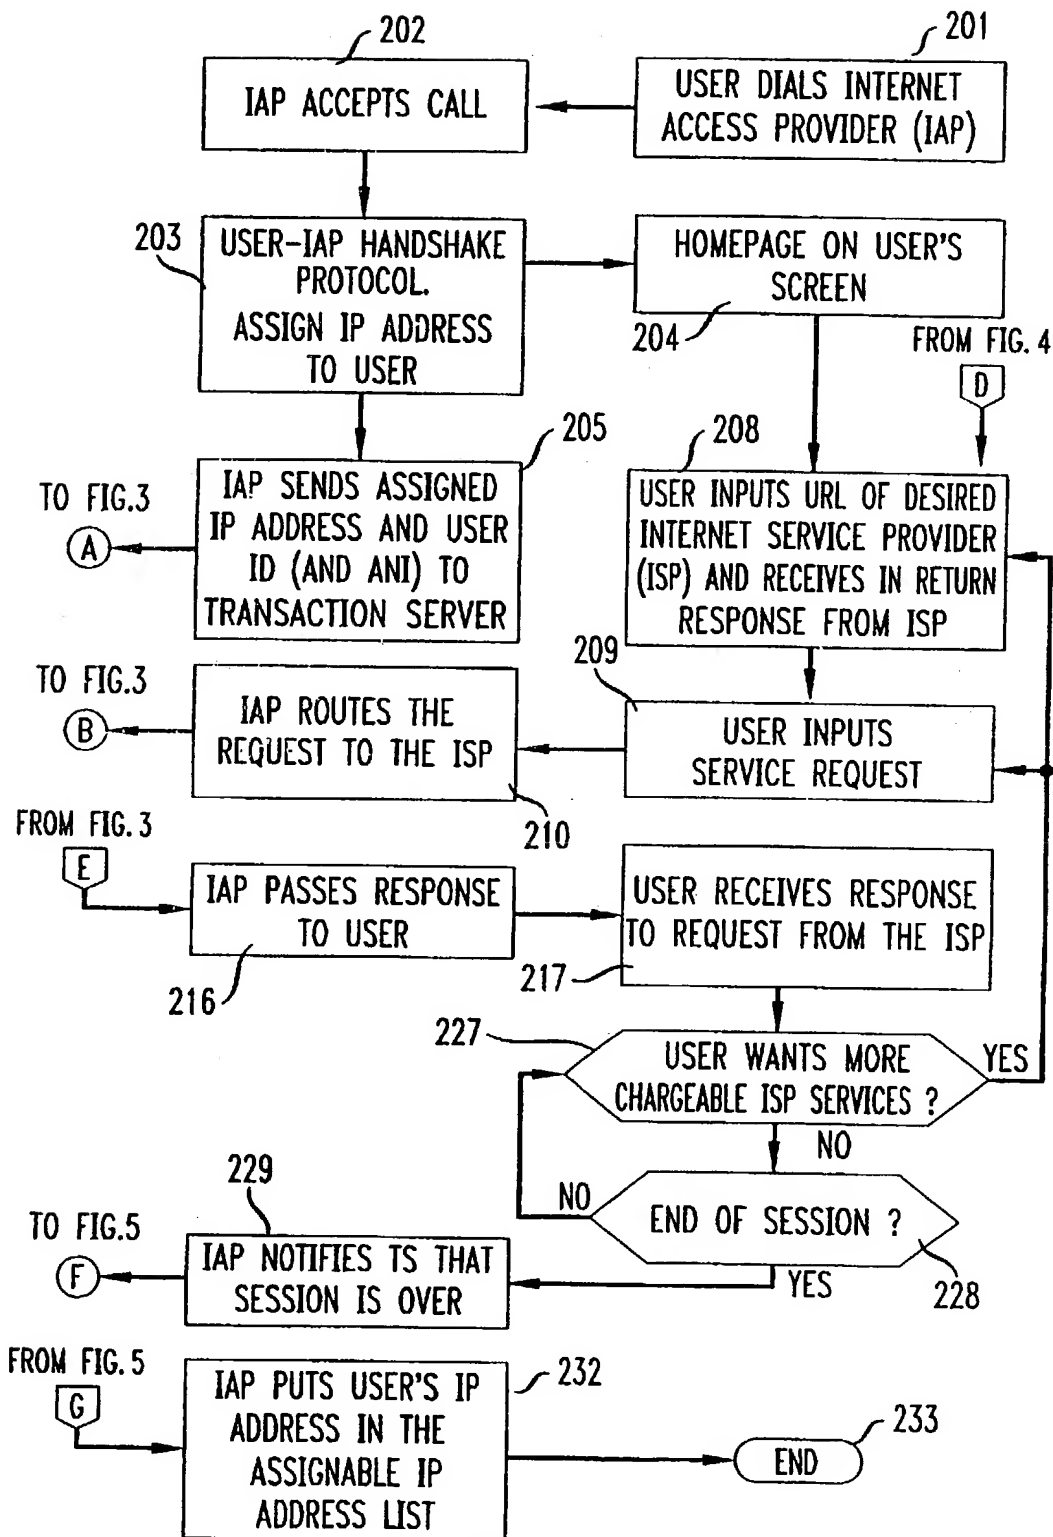 202
201
IAP ACCEPTS CALL
USER DIALS INTERNET
ACCESS PROVIDER (IAP)
203
USER-IAP HANDSHAKE
PROTOCOL.
ASSIGN IP ADDRESS
TO USER
HOMEPAGE ON USER'S
SCREEN
204
FROM FIG. 4
D
205
208
TO FIG.3
A
IAP SENDS ASSIGNED
IP ADDRESS AND USER
ID (AND ANI) TO
TRANSACTION SERVER
USER INPUTS URL OF DESIRED
INTERNET SERVICE PROVIDER
(ISP) AND RECEIVES IN RETURN
RESPONSE FROM ISP
209
TO FIG.3
B
IAP ROUTES THE
REQUEST TO THE ISP
210
USER INPUTS
SERVICE REQUEST
FROM FIG. 3
E
IAP PASSES RESPONSE
TO USER
216
USER RECEIVES RESPONSE
TO REQUEST FROM THE ISP
217
227
USER WANTS MORE
CHARGEABLE ISP SERVICES ?
YES
NO
229
NO
END OF SESSION ?
228
YES
TO FIG.5
F
IAP NOTIFIES TS THAT
SESSION IS OVER
FROM FIG. 5
G
IAP PUTS USER'S IP
ADDRESS IN THE
ASSIGNABLE IP
ADDRESS LIST
232
233
END